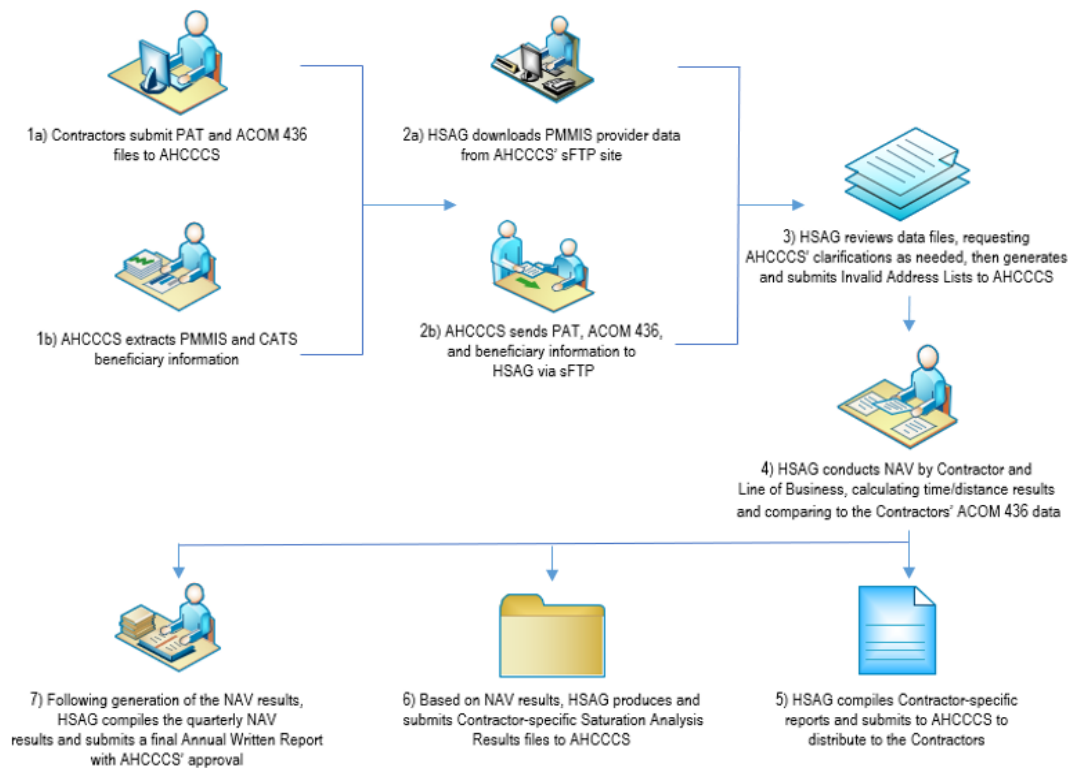 1a) Contractors submit PAT and ACOM 436
files to AHCCCS
2a) HSAG downloads PMMIS provider data
from AHCCCS' sFTP site
1b) AHCCCS extracts PMMIS and CATS
beneficiary information
2b) AHCCCS sends PAT, ACOM 436,
and beneficiary information to
HSAG via sFTP
3) HSAG reviews data files, requesting
AHCCCS' clarifications as needed, then generates
and submits Invalid Address Lists to AHCCCS
4) HSAG conducts NAV by Contractor and
Line of Business, calculating time/distance results
and comparing to the Contractors' ACOM 436 data
7) Following generation of the NAV results,
HSAG compiles the quarterly NAV
results and submits a final Annual Written Report
with AHCCCS' approval
6) Based on NAV results, HSAG produces and
submits Contractor-specific Saturation Analysis
Results files to AHCCCS
5) HSAG compiles Contractor-specific
reports and submits to AHCCCS to
distribute to the Contractors